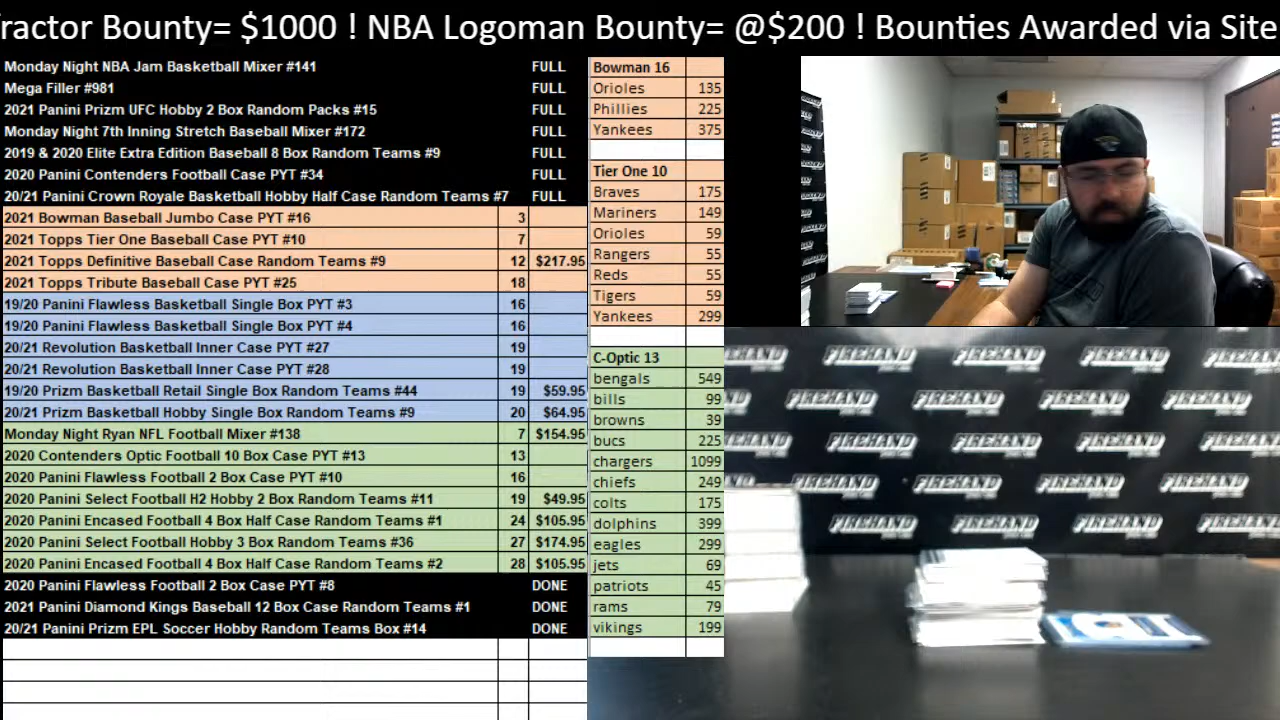 ractor Bounty= $1000 ! NBA Logoman Bounty= @$200 ! Bounties Awarded via Site
Monday Night NBA Jam Basketball Mixer #141 FULL
Mega Filler #981 FULL
2021 Panini Prizm UFC Hobby 2 Box Random Packs #15 FULL
Monday Night 7th Inning Stretch Baseball Mixer #172 FULL
2019 & 2020 Elite Extra Edition Baseball 8 Box Random Teams #9 FULL
2020 Panini Contenders Football Case PYT #34 FULL
20/21 Panini Crown Royale Basketball Hobby Half Case Random Teams #7 FULL
2021 Bowman Baseball Jumbo Case PYT #16 3
2021 Topps Tier One Baseball Case PYT #10 7
2021 Topps Definitive Baseball Case Random Teams #9 12 $217.95
2021 Topps Tribute Baseball Case PYT #25 18
19/20 Panini Flawless Basketball Single Box PYT #3 16
19/20 Panini Flawless Basketball Single Box PYT #4 16
20/21 Revolution Basketball Inner Case PYT #27 19
20/21 Revolution Basketball Inner Case PYT #28 19
19/20 Prizm Basketball Retail Single Box Random Teams #44 19 $59.95
20/21 Prizm Basketball Hobby Single Box Random Teams #9 20 $64.95
Monday Night Ryan NFL Football Mixer #138 7 $154.95
2020 Contenders Optic Football 10 Box Case PYT #13 13
2020 Panini Flawless Football 2 Box Case PYT #10 16
2020 Panini Select Football H2 Hobby 2 Box Random Teams #11 19 $49.95
2020 Panini Encased Football 4 Box Half Case Random Teams #1 24 $105.95
2020 Panini Select Football Hobby 3 Box Random Teams #36 27 $174.95
2020 Panini Encased Football 4 Box Half Case Random Teams #2 28 $105.95
2020 Panini Flawless Football 2 Box Case PYT #8 DONE
2021 Panini Diamond Kings Baseball 12 Box Case Random Teams #1 DONE
20/21 Panini Prizm EPL Soccer Hobby Random Teams Box #14 DONE
Bowman 16
Orioles 135
Phillies 225
Yankees 375
Tier One 10
Braves 175
Mariners 149
Orioles 59
Rangers 55
Reds 55
Tigers 59
Yankees 299
C-Optic 13
bengals 549
bills 99
browns 39
bucs 225
chargers 1099
chiefs 249
colts 175
dolphins 399
eagles 299
jets 69
patriots 45
rams 79
vikings 199
FIREHAND FIREHAND FIREHAND
FIREHAND FIREHAND FIREHAND
FIREHAND FIREHAND FIREHAND
FIREHAND FIREHAND FIREHAND
FIREHAND FIREHAND FIREHAND